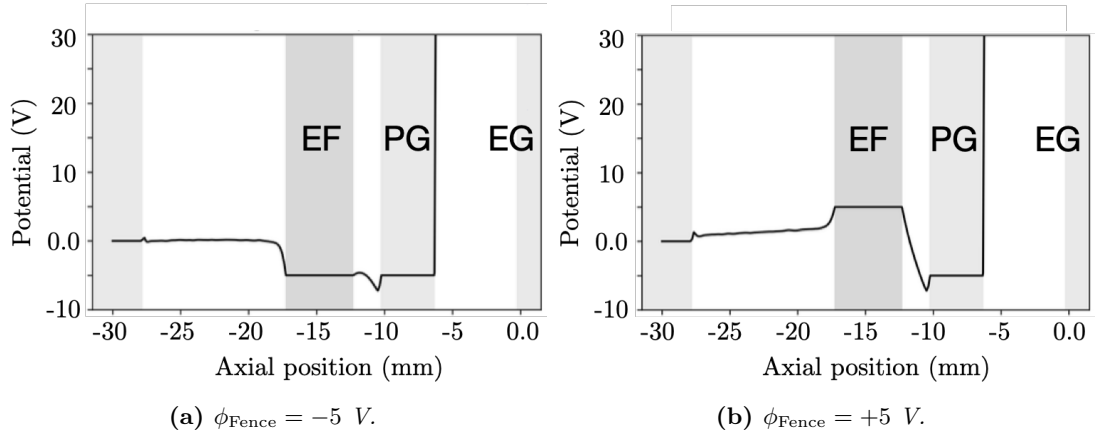 30
20
10
0.0
-10
Potential (V)
EF
PG
EG
-30
-25
-20
-15
-10
-5
0.0
Axial position (mm)
(a) ϕFence = −5 V.
30
20
10
0.0
-10
Potential (V)
EF
PG
EG
-30
-25
-20
-15
-10
-5
0.0
Axial position (mm)
(b) ϕFence = +5 V.